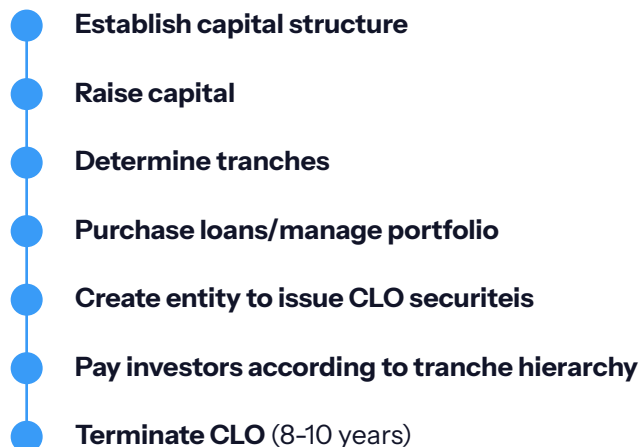 Establish capital structure
Raise capital
Determine tranches
Purchase loans/manage portfolio
Create entity to issue CLO securiteis
Pay investors according to tranche hierarchy
Terminate CLO (8-10 years)